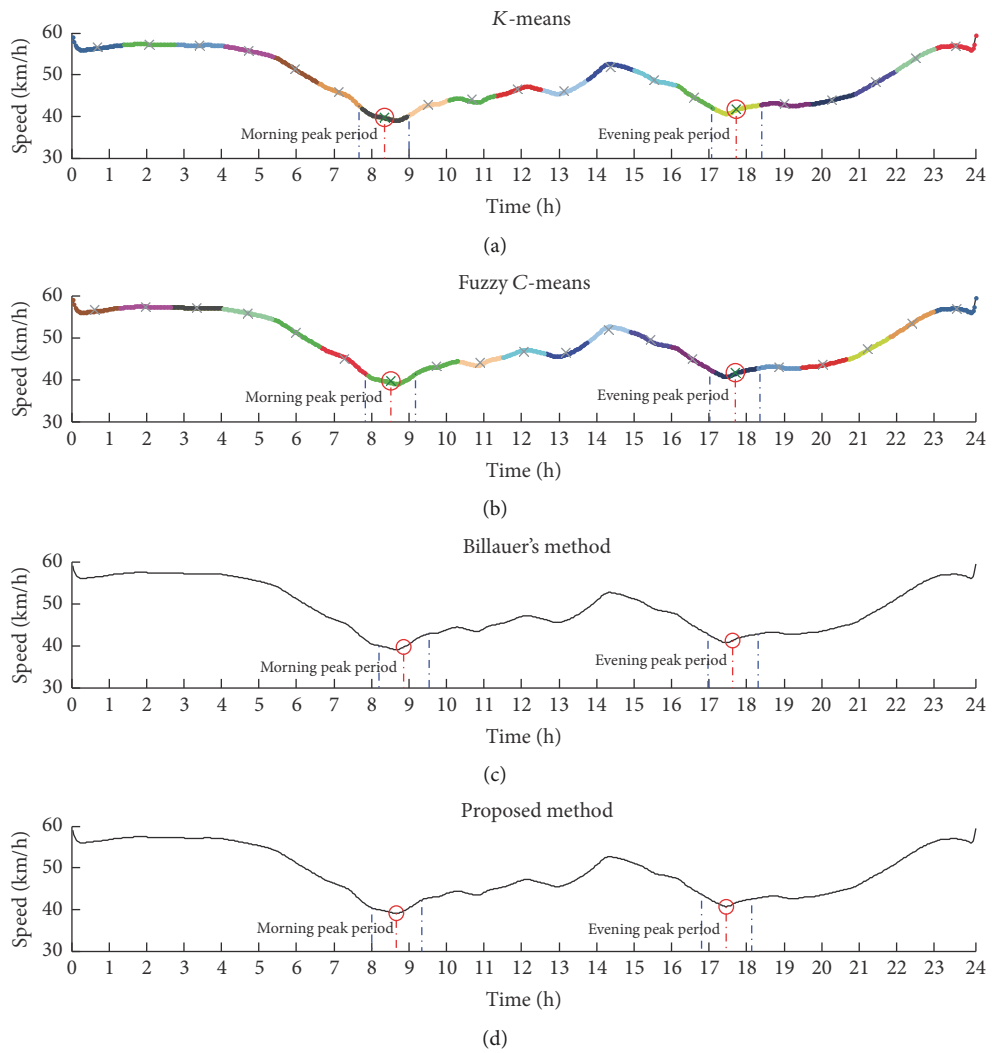 K-means
Speed (km/h)
60
50
40
30
Morning peak period
Evening peak period
0 1 2 3 4 5 6 7 8 9 10 11 12 13 14 15 16 17 18 19 20 21 22 23 24
Time (h)
(a)
Fuzzy C-means
Speed (km/h)
60
50
40
30
Morning peak period
Evening peak period
0 1 2 3 4 5 6 7 8 9 10 11 12 13 14 15 16 17 18 19 20 21 22 23 24
Time (h)
(b)
Billauer's method
Speed (km/h)
60
50
40
30
Morning peak period
Evening peak period
0 1 2 3 4 5 6 7 8 9 10 11 12 13 14 15 16 17 18 19 20 21 22 23 24
Time (h)
(c)
Proposed method
Speed (km/h)
60
50
40
30
Morning peak period
Evening peak period
0 1 2 3 4 5 6 7 8 9 10 11 12 13 14 15 16 17 18 19 20 21 22 23 24
Time (h)
(d)